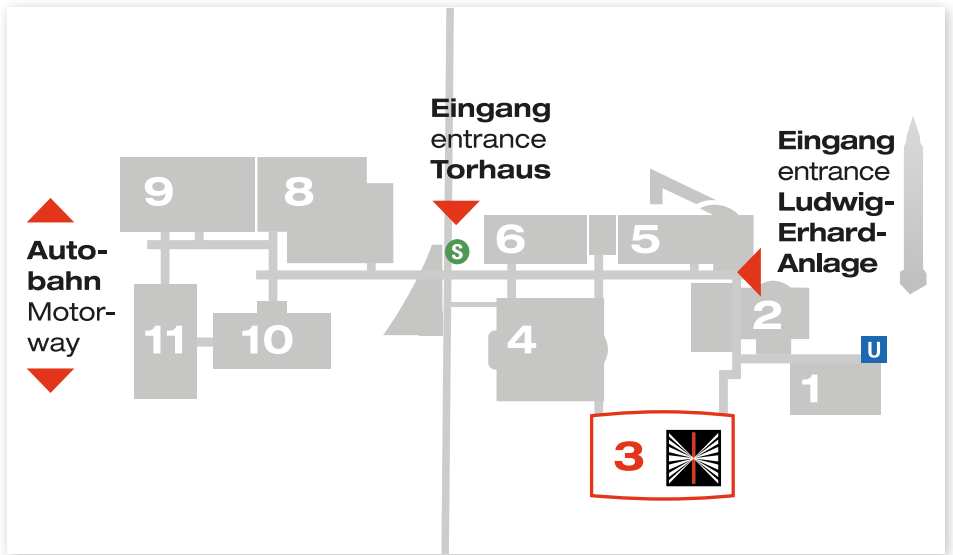 Eingang
entrance
Torhaus
Eingang
entrance
Ludwig-
Erhard-
Anlage
Auto-
bahn
Motor-
way
9
8
6
5
S
11
10
4
2
U
1
3